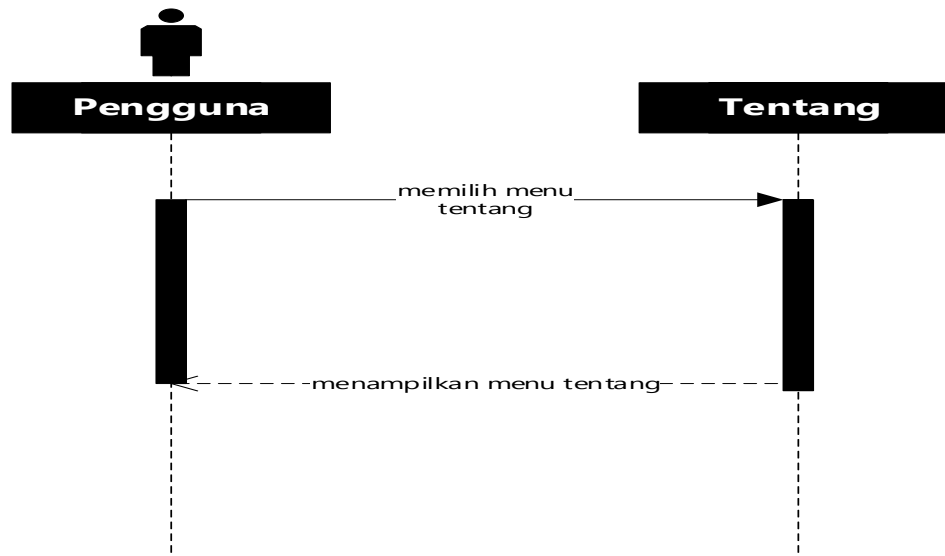 Pengguna
Tentang
memilih menu
tentang
menampilkan menu tentang